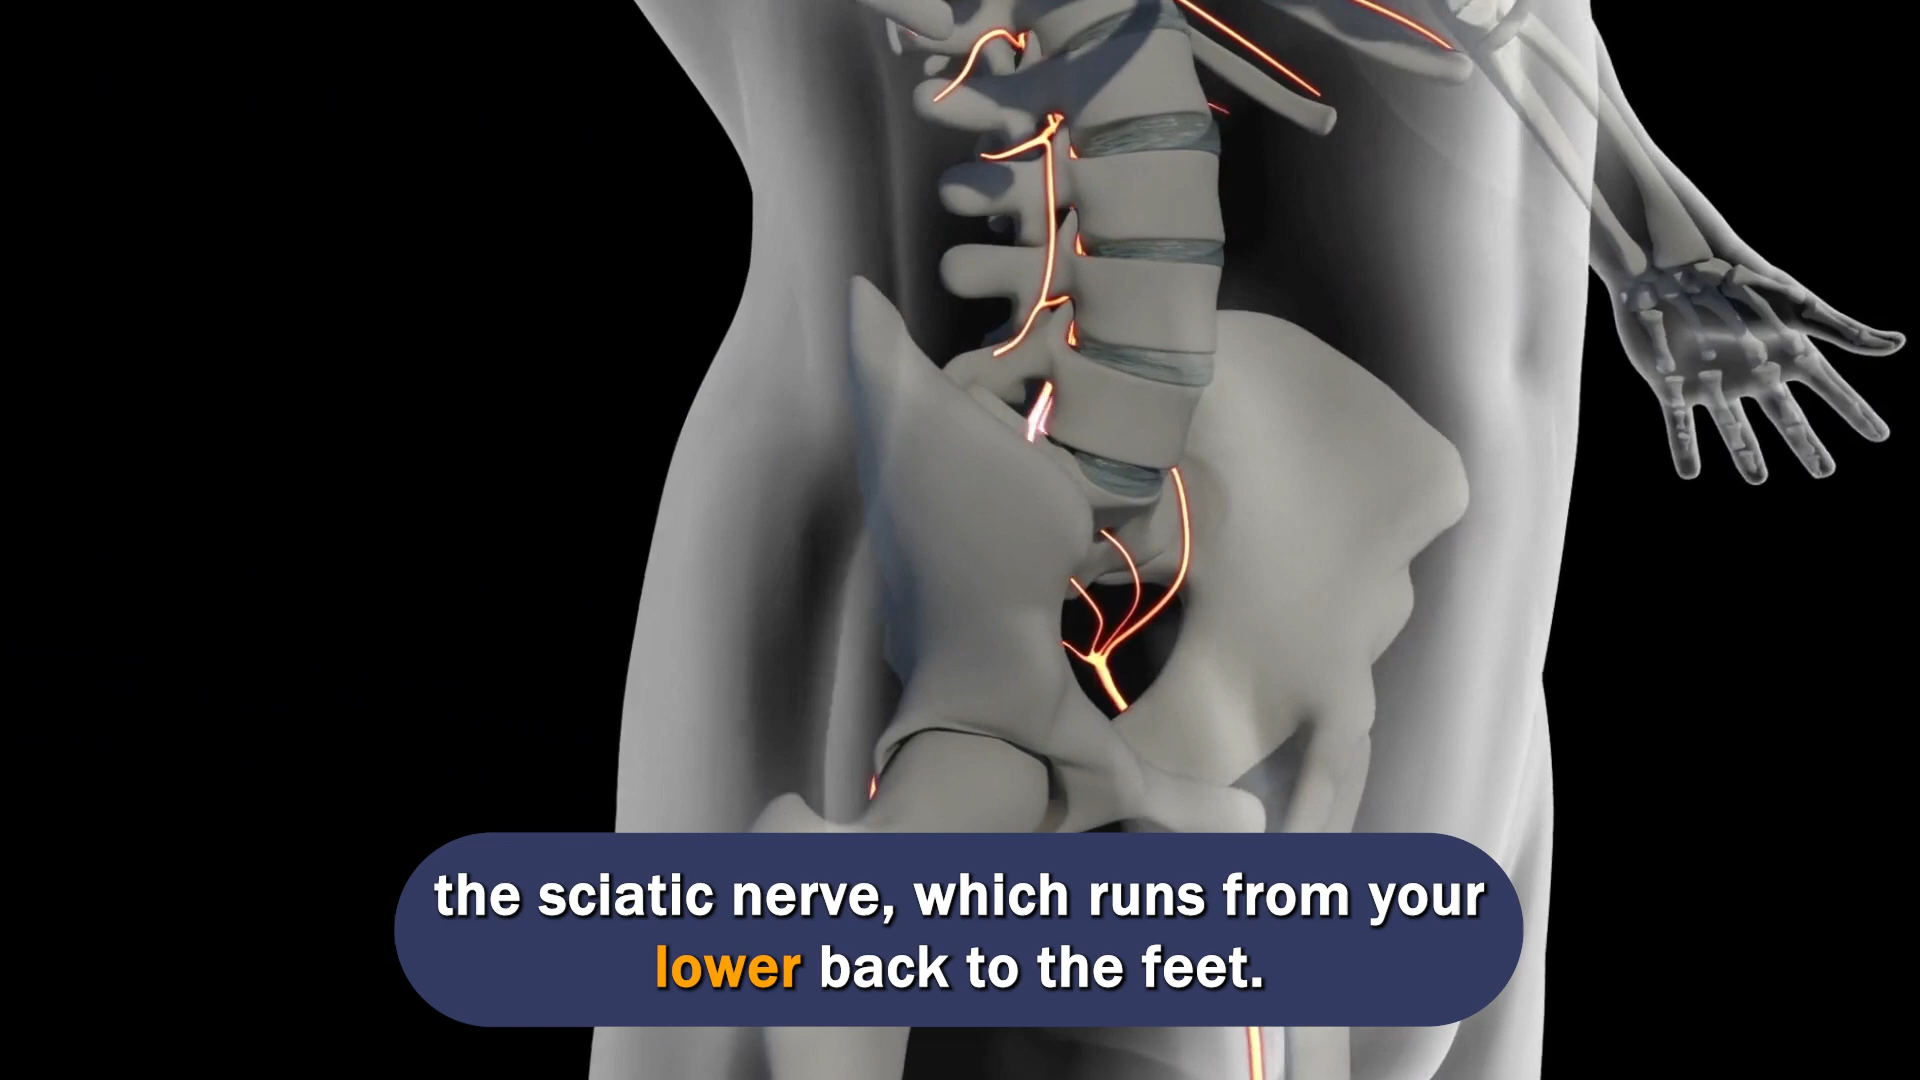 the sciatic nerve, which runs from your
lower back to the feet.